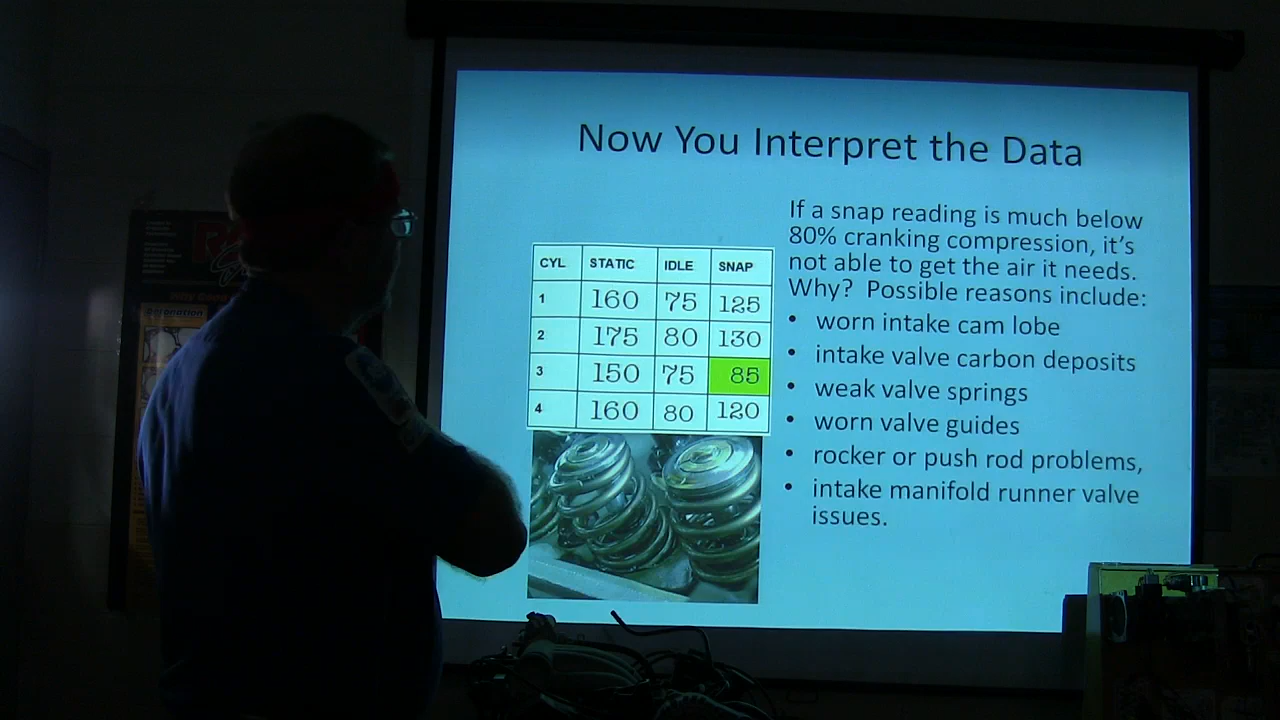 Now You Interpret the Data
If a snap reading is much below
80% cranking compression, it's
not able to get the air it needs.
Why? Possible reasons include:
• worn intake cam lobe
• intake valve carbon deposits
• weak valve springs
• worn valve guides
• rocker or push rod problems,
• intake manifold runner valve
issues.
CYL STATIC IDLE SNAP
1 160 75 125
2 175 80 130
3 150 75 85
4 160 80 120
Detonation